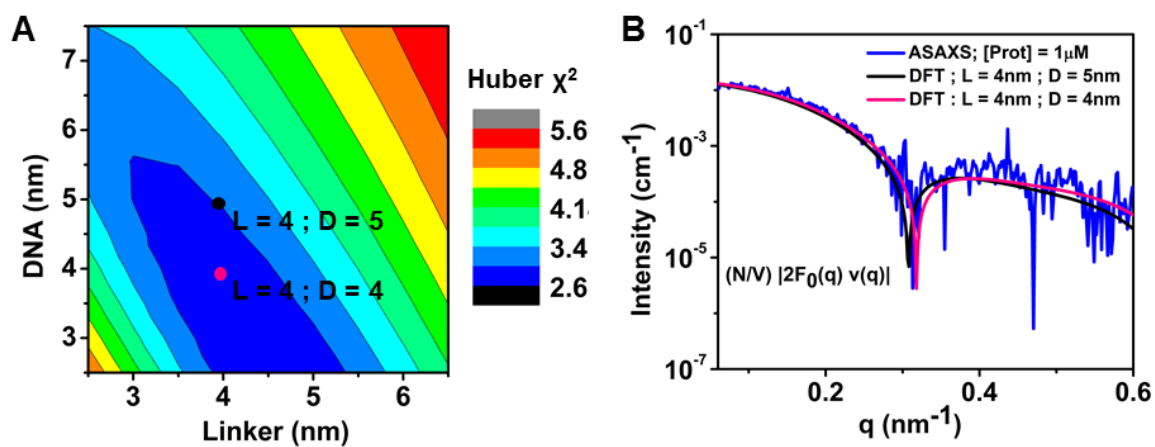 A
DNA (nm)
7
6
5
4
3
L = 4 ; D = 5
L = 4 ; D = 4
3
4
5
6
Linker (nm)
Huber χ²
5.6
4.8
4.1
3.4
2.6
B
Intensity (cm⁻¹)
10⁻¹
10⁻³
10⁻⁵
10⁻⁷
ASAXS; [Prot] = 1µM
DFT ; L = 4nm ; D = 5nm
DFT : L = 4nm ; D = 4nm
(N/V) |2F₀(q) v(q)|
0.2
0.3
0.4
0.6
q (nm⁻¹)